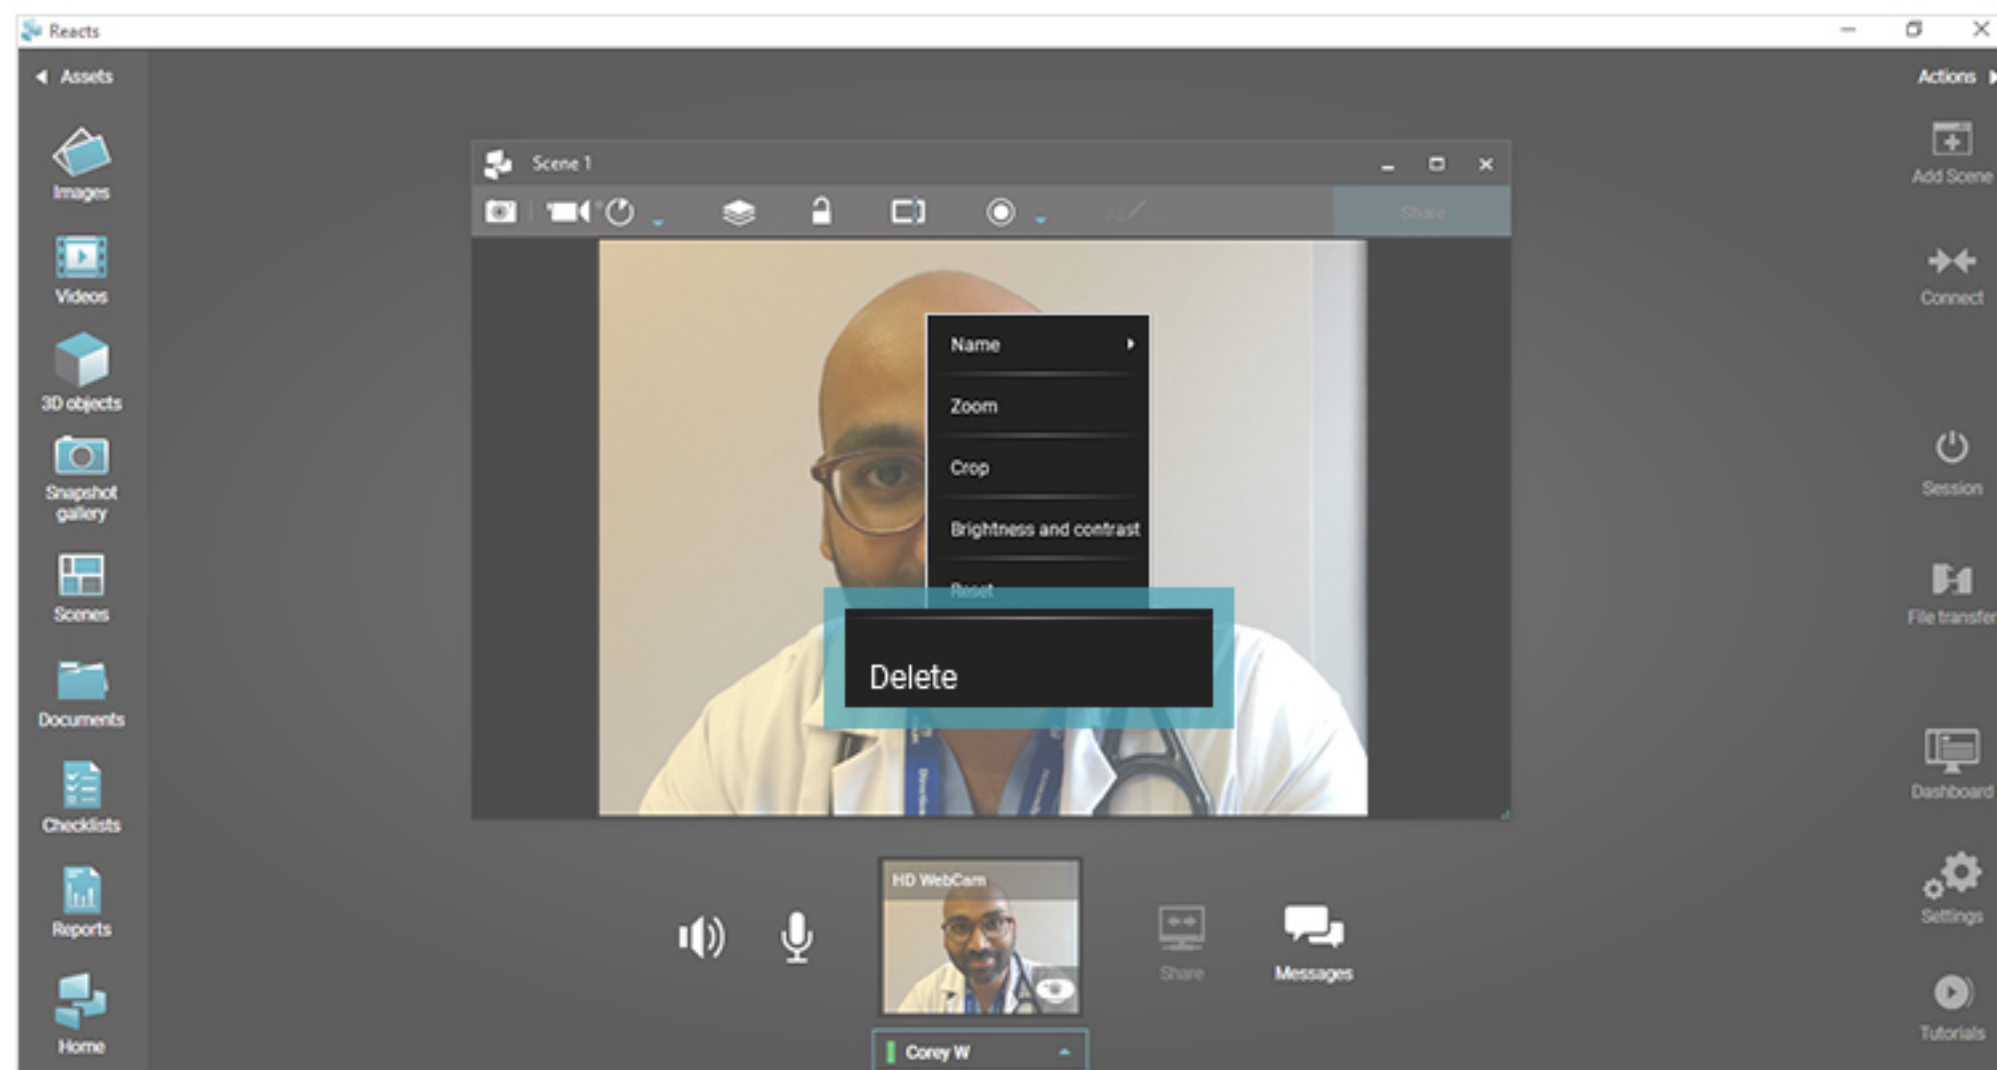 Reacts
Assets
Actions
Images
Videos
3D objects
Snapshot
gallery
Scenes
Documents
Checklists
Reports
Home
Scene 1
Share
Name
Zoom
Crop
Brightness and contrast
Reset
Delete
HD WebCam
Share
Messages
Corey W
Add Scene
Connect
Session
File transfer
Dashboard
Settings
Tutorials